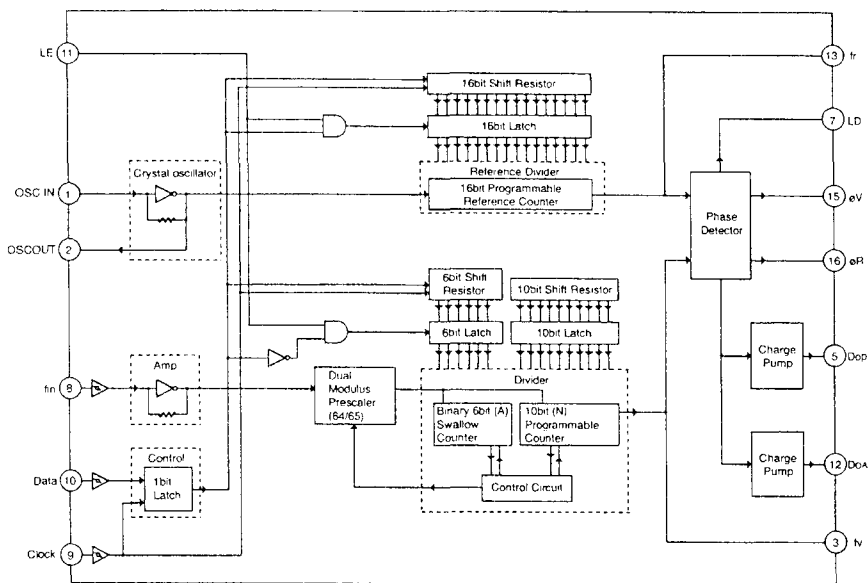 LE 11
13 fr
16bit Shift Resistor
7 LD
16bit Latch
Crystal oscillator
Reference Divider
OSC IN 1
16bit Programmable
Reference Counter
15 øV
Phase
Detector
OSCOUT 2
16 øR
6bit Shift
Resistor
10bit Shift Resistor
6bit Latch
10bit Latch
Charge
Pump
5 Dop
Amp
Divider
fin 8
Dual
Modulus
Prescaler
(64/65)
Binary 6bit (A)
Swallow
Counter
10bit (N)
Programmable
Counter
Control
Data 10
1bit
Latch
Control Circuit
Charge
Pump
12 DoA
Clock 9
3 fv